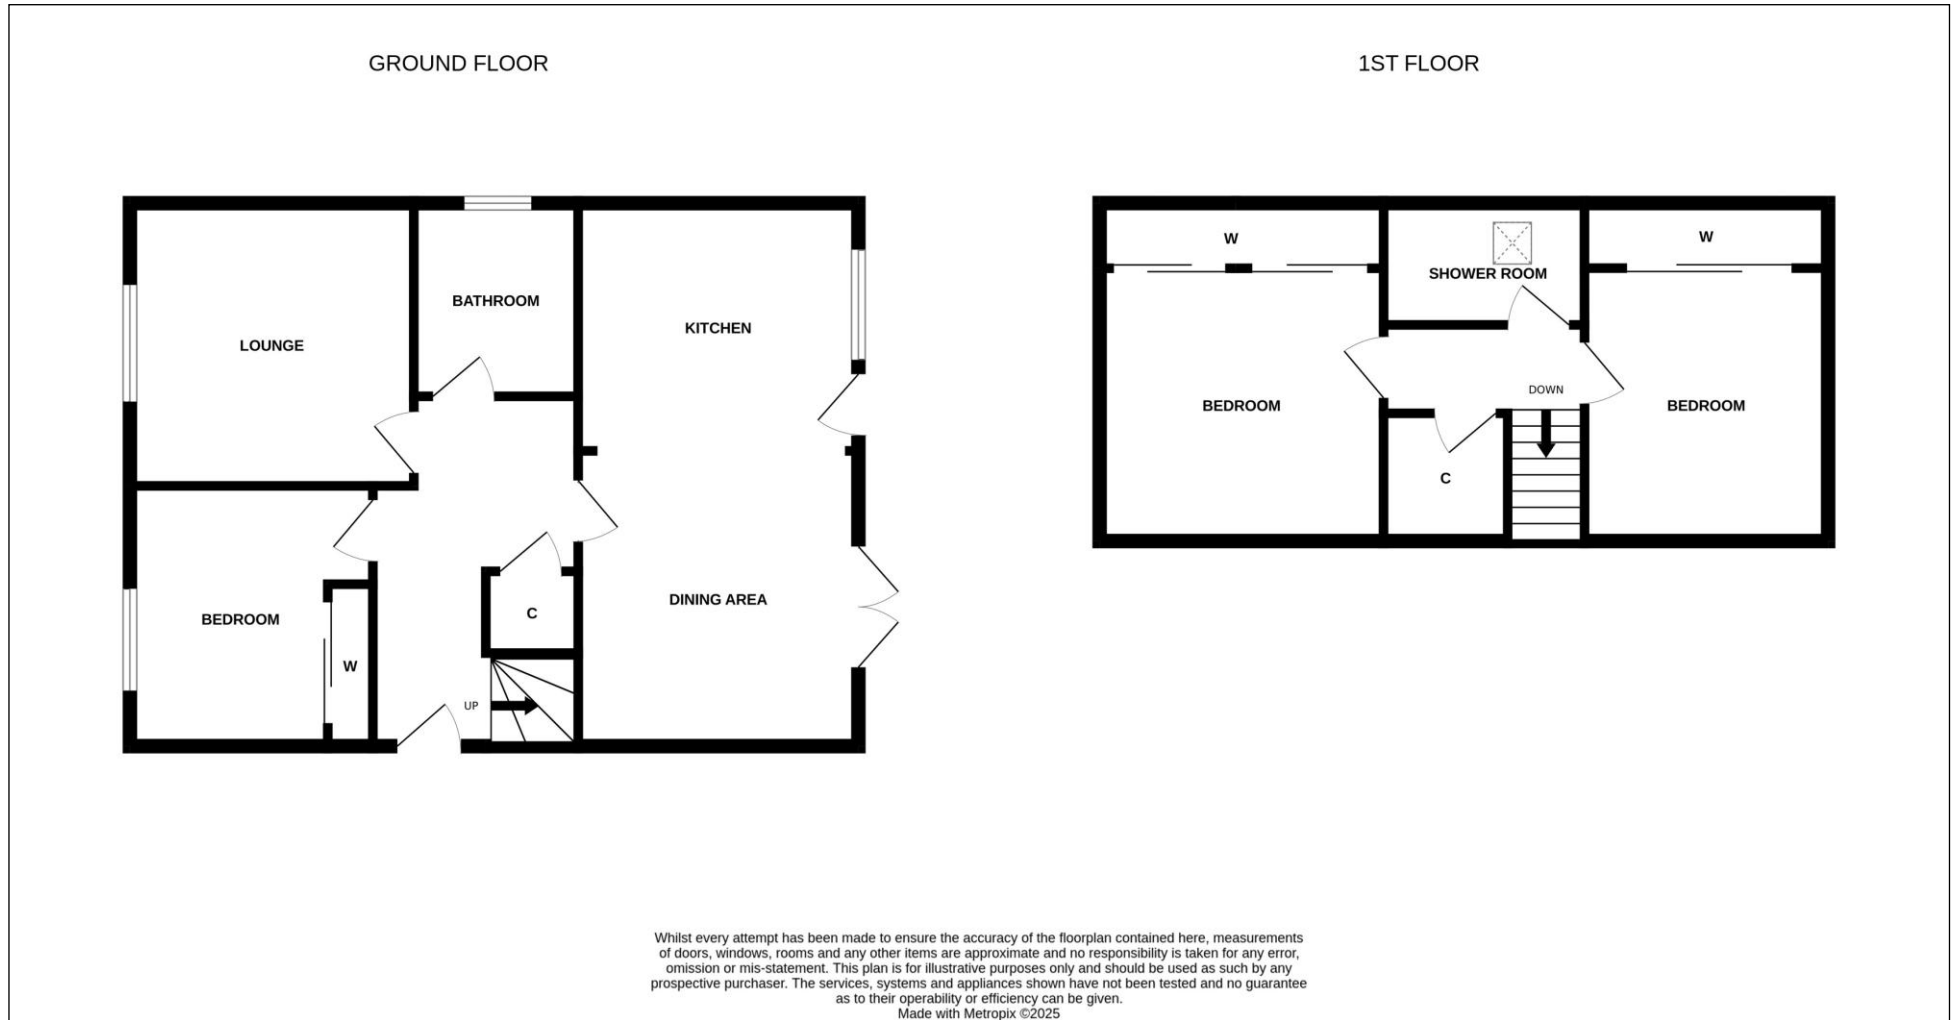 GROUND FLOOR
1ST FLOOR
LOUNGE
BATHROOM
KITCHEN
BEDROOM
W
C
UP
DINING AREA
W
SHOWER ROOM
W
BEDROOM
DOWN
BEDROOM
C
Whilst every attempt has been made to ensure the accuracy of the floorplan contained here, measurements
of doors, windows, rooms and any other items are approximate and no responsibility is taken for any error,
omission or mis-statement. This plan is for illustrative purposes only and should be used as such by any
prospective purchaser. The services, systems and appliances shown have not been tested and no guarantee
as to their operability or efficiency can be given.
Made with Metropix ©2025